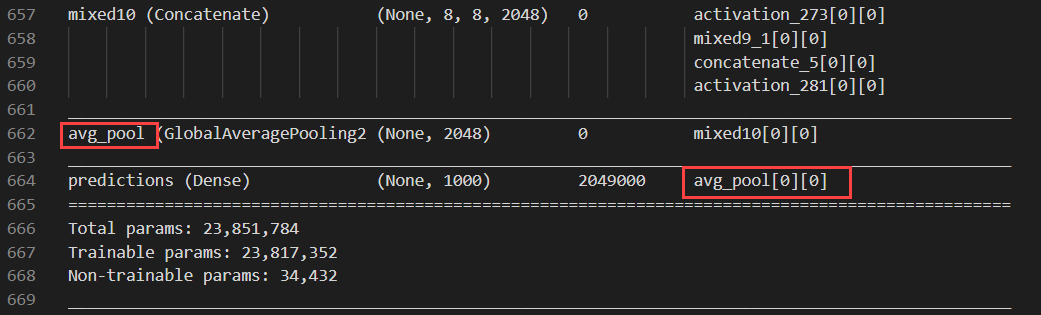 657 mixed10 (Concatenate) (None, 8, 8, 2048) 0 activation_273[0][0]
658 mixed9_1[0][0]
659 concatenate_5[0][0]
660 activation_281[0][0]
661 __________________________________________________________________________________________________
662 avg_pool (GlobalAveragePooling2 (None, 2048) 0 mixed10[0][0]
663 __________________________________________________________________________________________________
664 predictions (Dense) (None, 1000) 2049000 avg_pool[0][0]
665 ==================================================================================================
666 Total params: 23,851,784
667 Trainable params: 23,817,352
668 Non-trainable params: 34,432
669 __________________________________________________________________________________________________